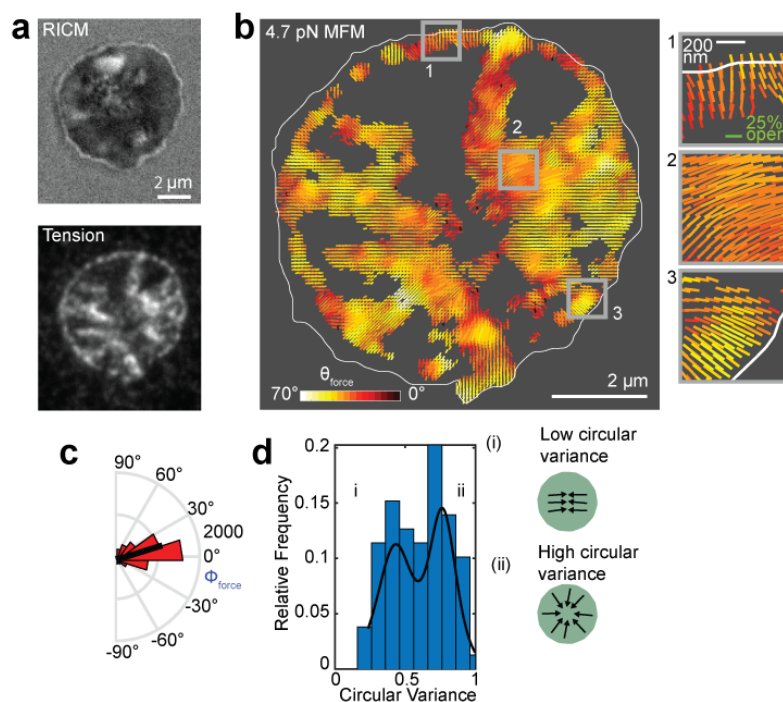 a
RICM
2 µm
Tension
b
4.7 pN MFM
1
2
3
70°
θforce
0°
2 µm
1
200
nm
25%
open
2
3
c
90°
60°
30°
2000
0°
Φforce
-30°
-60°
-90°
d
0.2
0.15
0.1
0.05
0
Relative Frequency
i
ii
0
0.5
1
Circular Variance
(i)
Low circular
variance
(ii)
High circular
variance